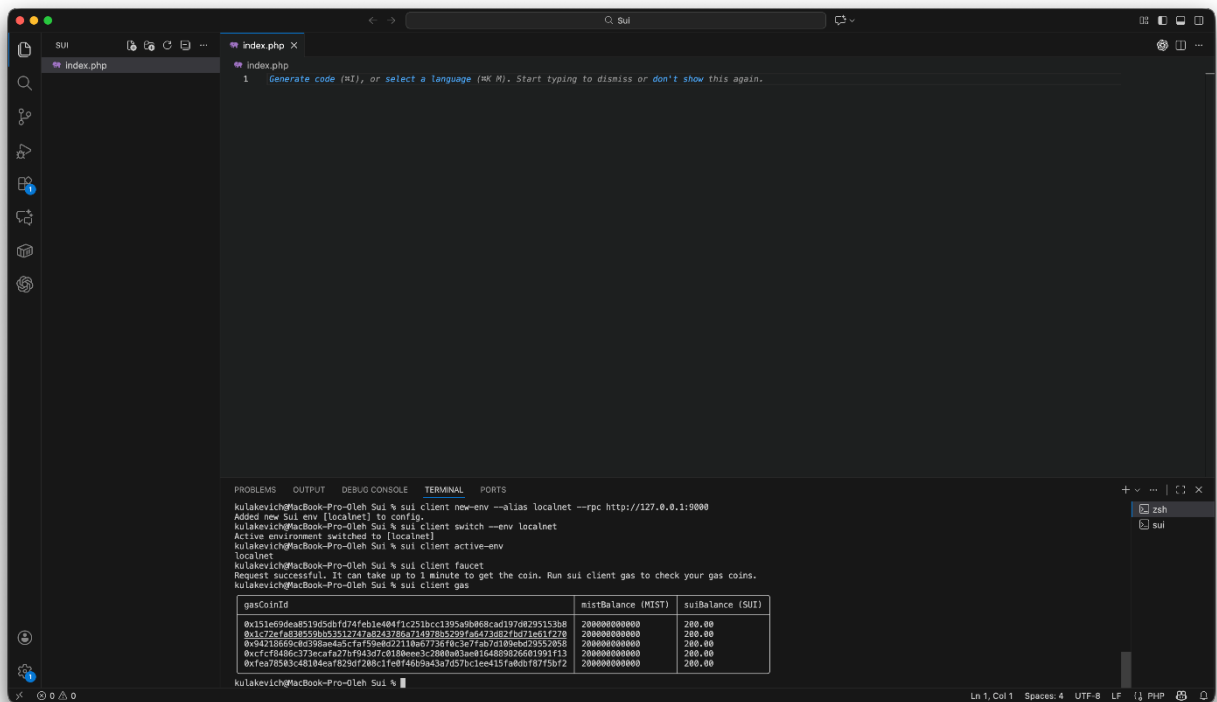 Sui
SUI
index.php
index.php
index.php
1 Generate code (⌘I), or select a language (⌘K M). Start typing to dismiss or don't show this again.
PROBLEMS OUTPUT DEBUG CONSOLE TERMINAL PORTS
kulakevich@MacBook-Pro-Oleh Sui % sui client new-env --alias localnet --rpc http://127.0.0.1:9000
Added new Sui env [localnet] to config.
kulakevich@MacBook-Pro-Oleh Sui % sui client switch --env localnet
Active environment switched to [localnet]
kulakevich@MacBook-Pro-Oleh Sui % sui client active-env
localnet
kulakevich@MacBook-Pro-Oleh Sui % sui client faucet
Request successful. It can take up to 1 minute to get the coin. Run sui client gas to check your gas coins.
kulakevich@MacBook-Pro-Oleh Sui % sui client gas
gasCoinId mistBalance (MIST) suiBalance (SUI)
0x151e69dea8519d5dbfd74feb1e404f1c251bcc1395a9b068cad197d0295153b8 200000000000 200.00
0x1c72efa830559bb53512747a8243786a714978b5299fa6473d82fbd71e61f270 200000000000 200.00
0x94218669c0d398ae4a5cfaf59e0d22110a67736f0c3e7fab7d109ebd29552058 200000000000 200.00
0xcfcf8486c373ecafa27bf943d7c0180eee3c2800a03ae0164889826601991f13 200000000000 200.00
0xfea78503c48104eaf829df208c1fe0f46b9a43a7d57bc1ee415fa0dbf87f5bf2 200000000000 200.00
kulakevich@MacBook-Pro-Oleh Sui %
zsh
sui
1
1
0 0
Ln 1, Col 1 Spaces: 4 UTF-8 LF PHP